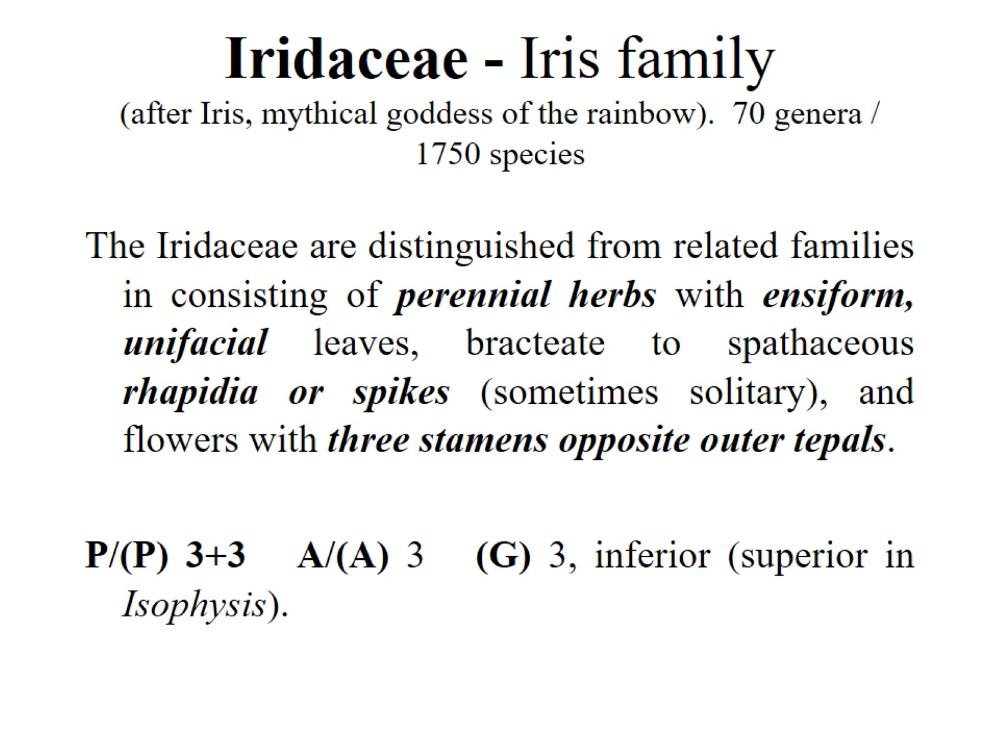 Iridaceae - Iris family
(after Iris, mythical goddess of the rainbow). 70 genera /
1750 species
The Iridaceae are distinguished from related families
in consisting of perennial herbs with ensiform,
unifacial leaves, bracteate to spathaceous
rhapidia or spikes (sometimes solitary), and
flowers with three stamens opposite outer tepals.
P/(P) 3+3 A/(A) 3 (G) 3, inferior (superior in
Isophysis).